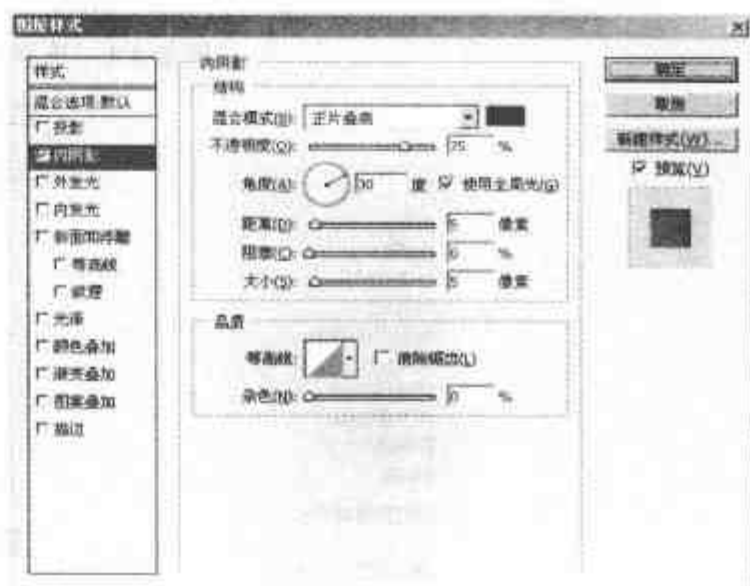 图层样式
样式
混合选项:默认
投影
内阴影
外发光
内发光
斜面和浮雕
等高线
纹理
光泽
颜色叠加
渐变叠加
图案叠加
描边
内阴影
结构
混合模式(B): 正片叠底
不透明度(O): 75 %
角度(A): 30 度 使用全局光(G)
距离(D): 5 像素
阻塞(C): 0 %
大小(S): 5 像素
品质
等高线: 消除锯齿(L)
杂色(N): 0 %
确定
取消
新建样式(W)...
预览(V)